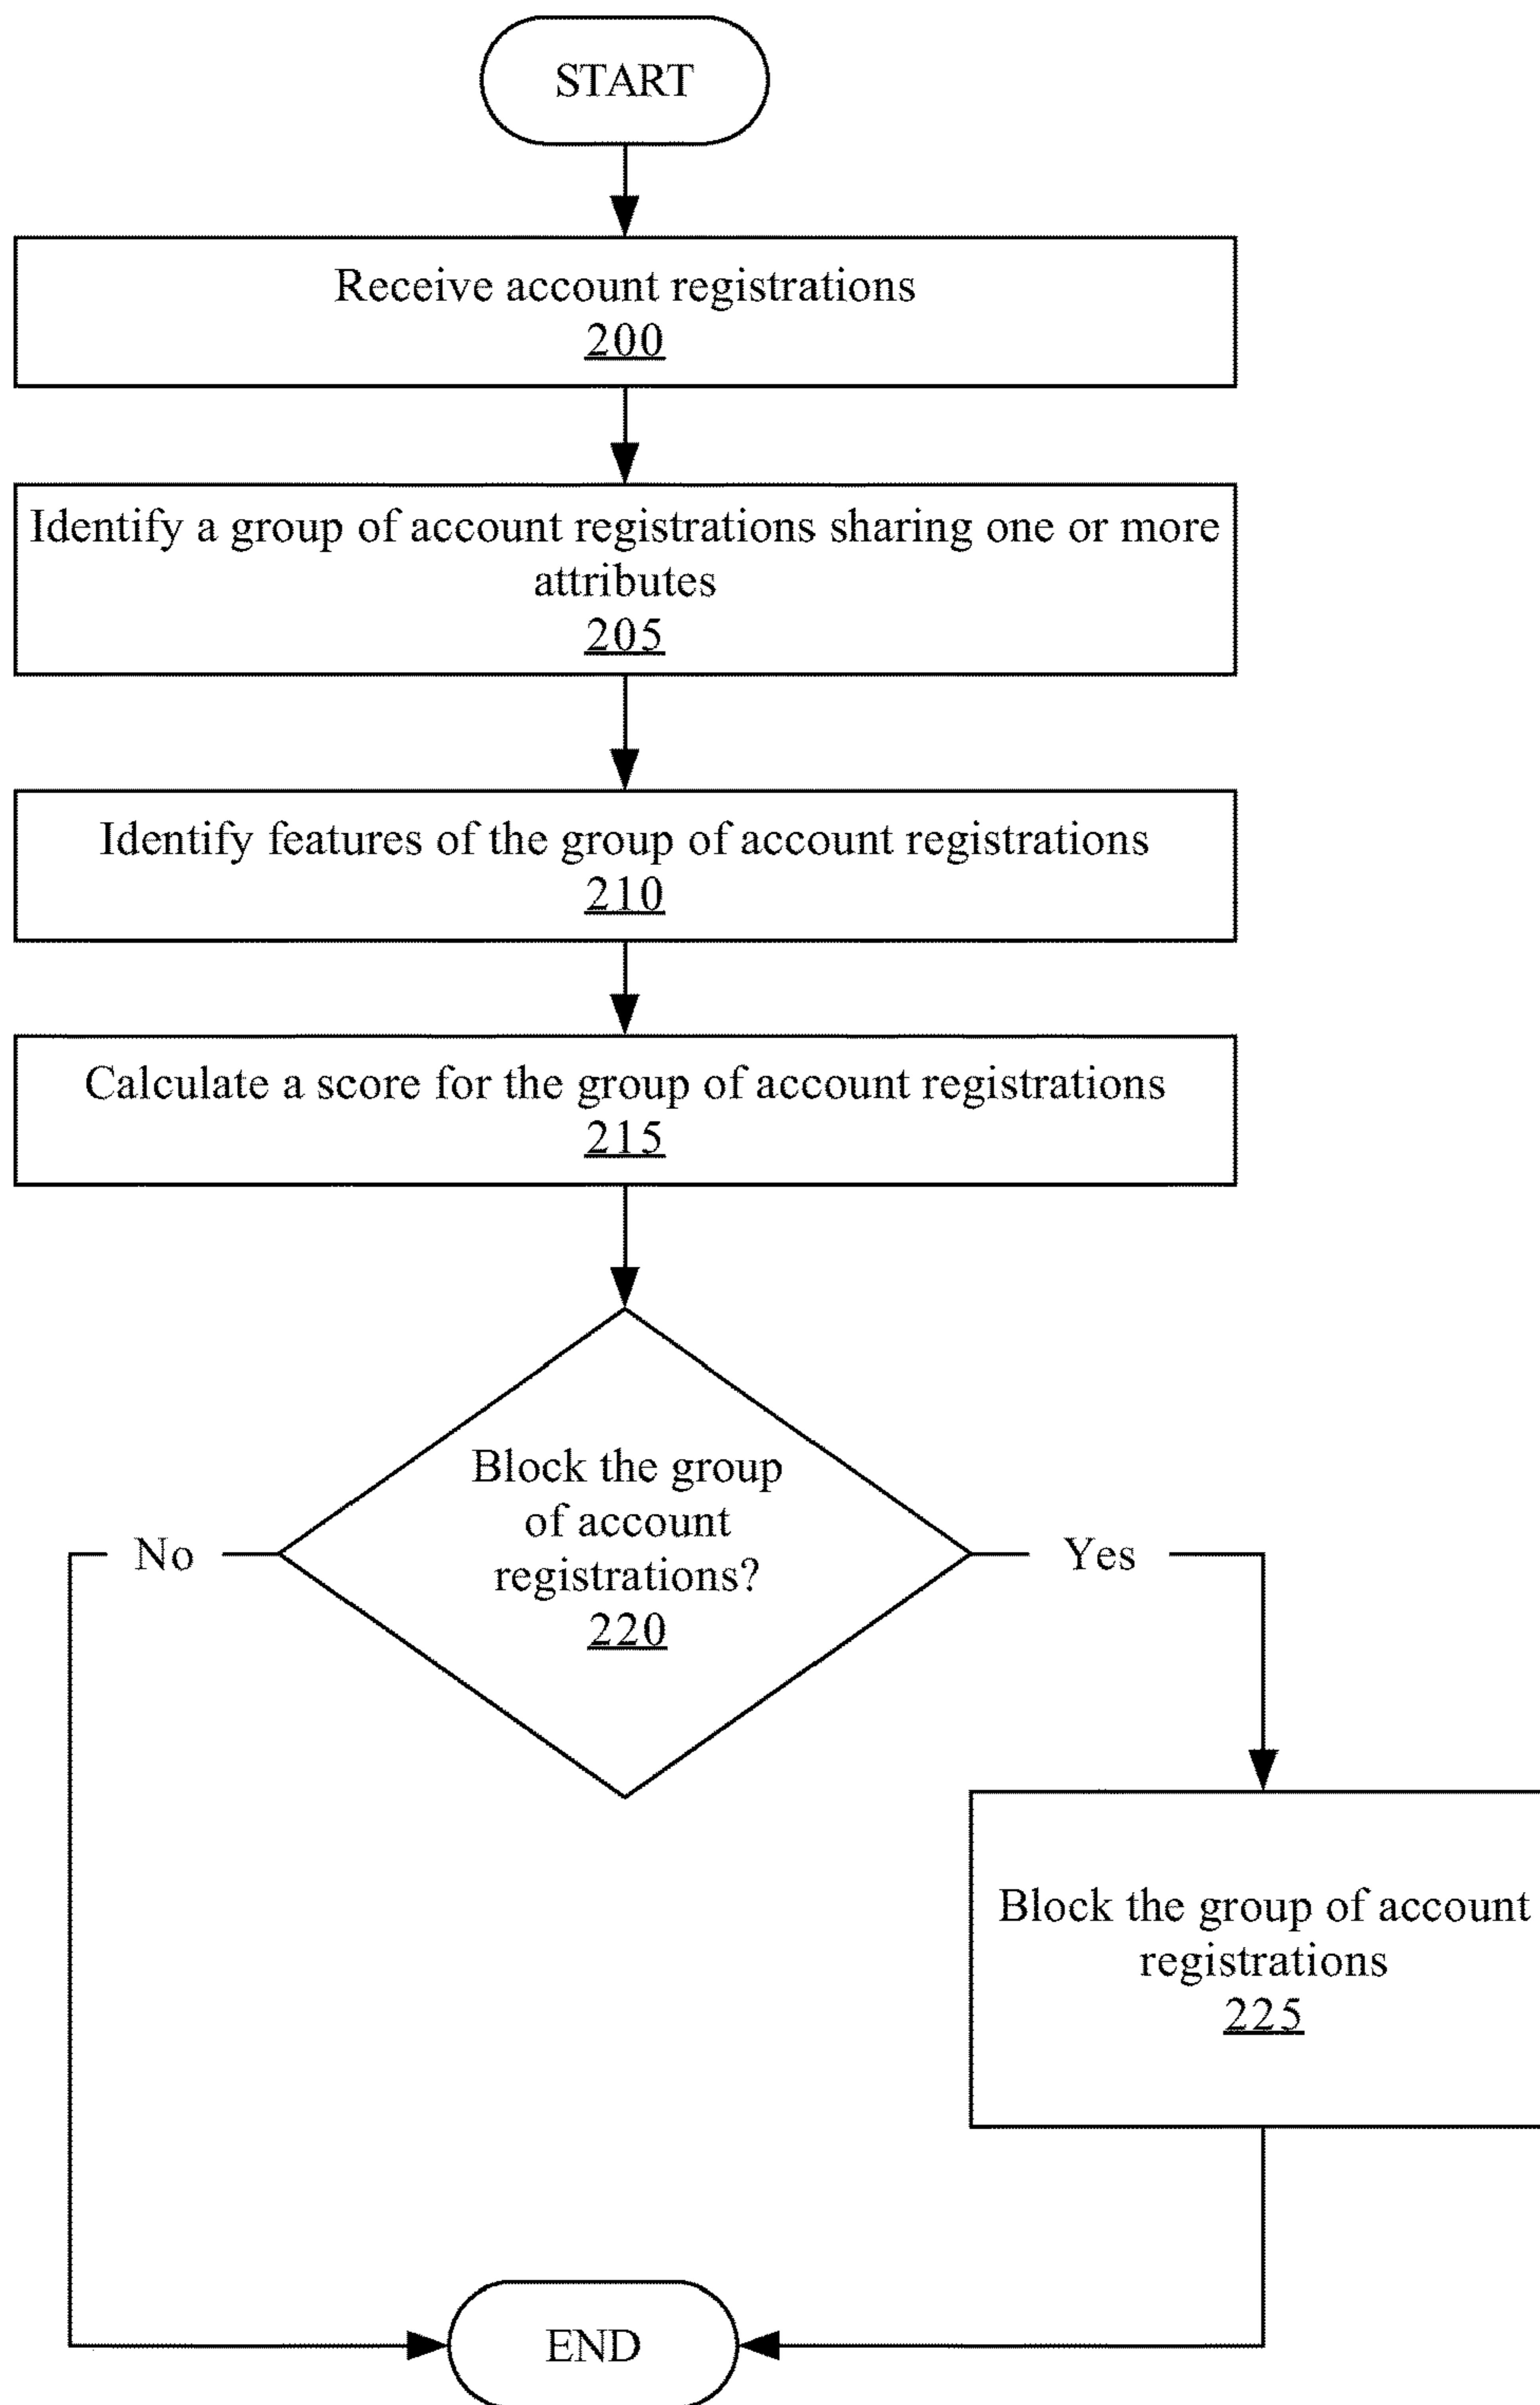 START
Receive account registrations
200
Identify a group of account registrations sharing one or more
attributes
205
Identify features of the group of account registrations
210
Calculate a score for the group of account registrations
215
Block the group
of account
registrations?
220
No
Yes
Block the group of account
registrations
225
END